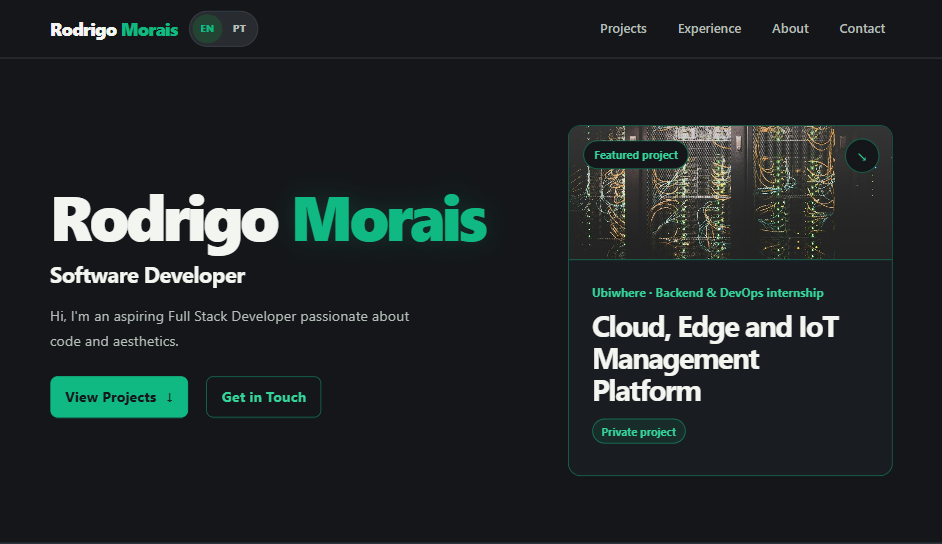 Rodrigo Morais EN PT Projects Experience About Contact
Rodrigo Morais
Software Developer
Hi, I'm an aspiring Full Stack Developer passionate about
code and aesthetics.
View Projects ↓ Get in Touch
Featured project ↘
Ubiwhere · Backend & DevOps internship
Cloud, Edge and IoT
Management
Platform
Private project